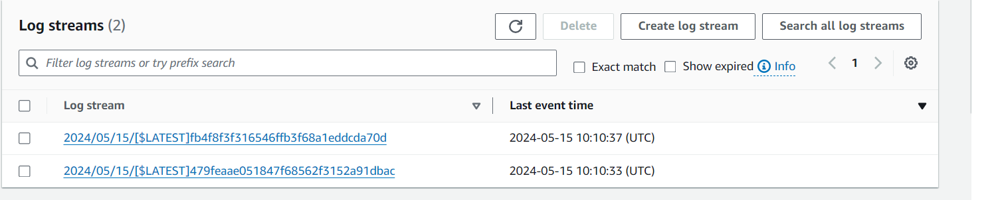 Log streams (2)
Delete
Create log stream
Search all log streams
Filter log streams or try prefix search
Exact match
Show expired
Info
1
Log stream
Last event time
2024/05/15/[$LATEST]fb4f8f3f316546ffb3f68a1eddcda70d
2024-05-15 10:10:37 (UTC)
2024/05/15/[$LATEST]479feaae051847f68562f3152a91dbac
2024-05-15 10:10:33 (UTC)